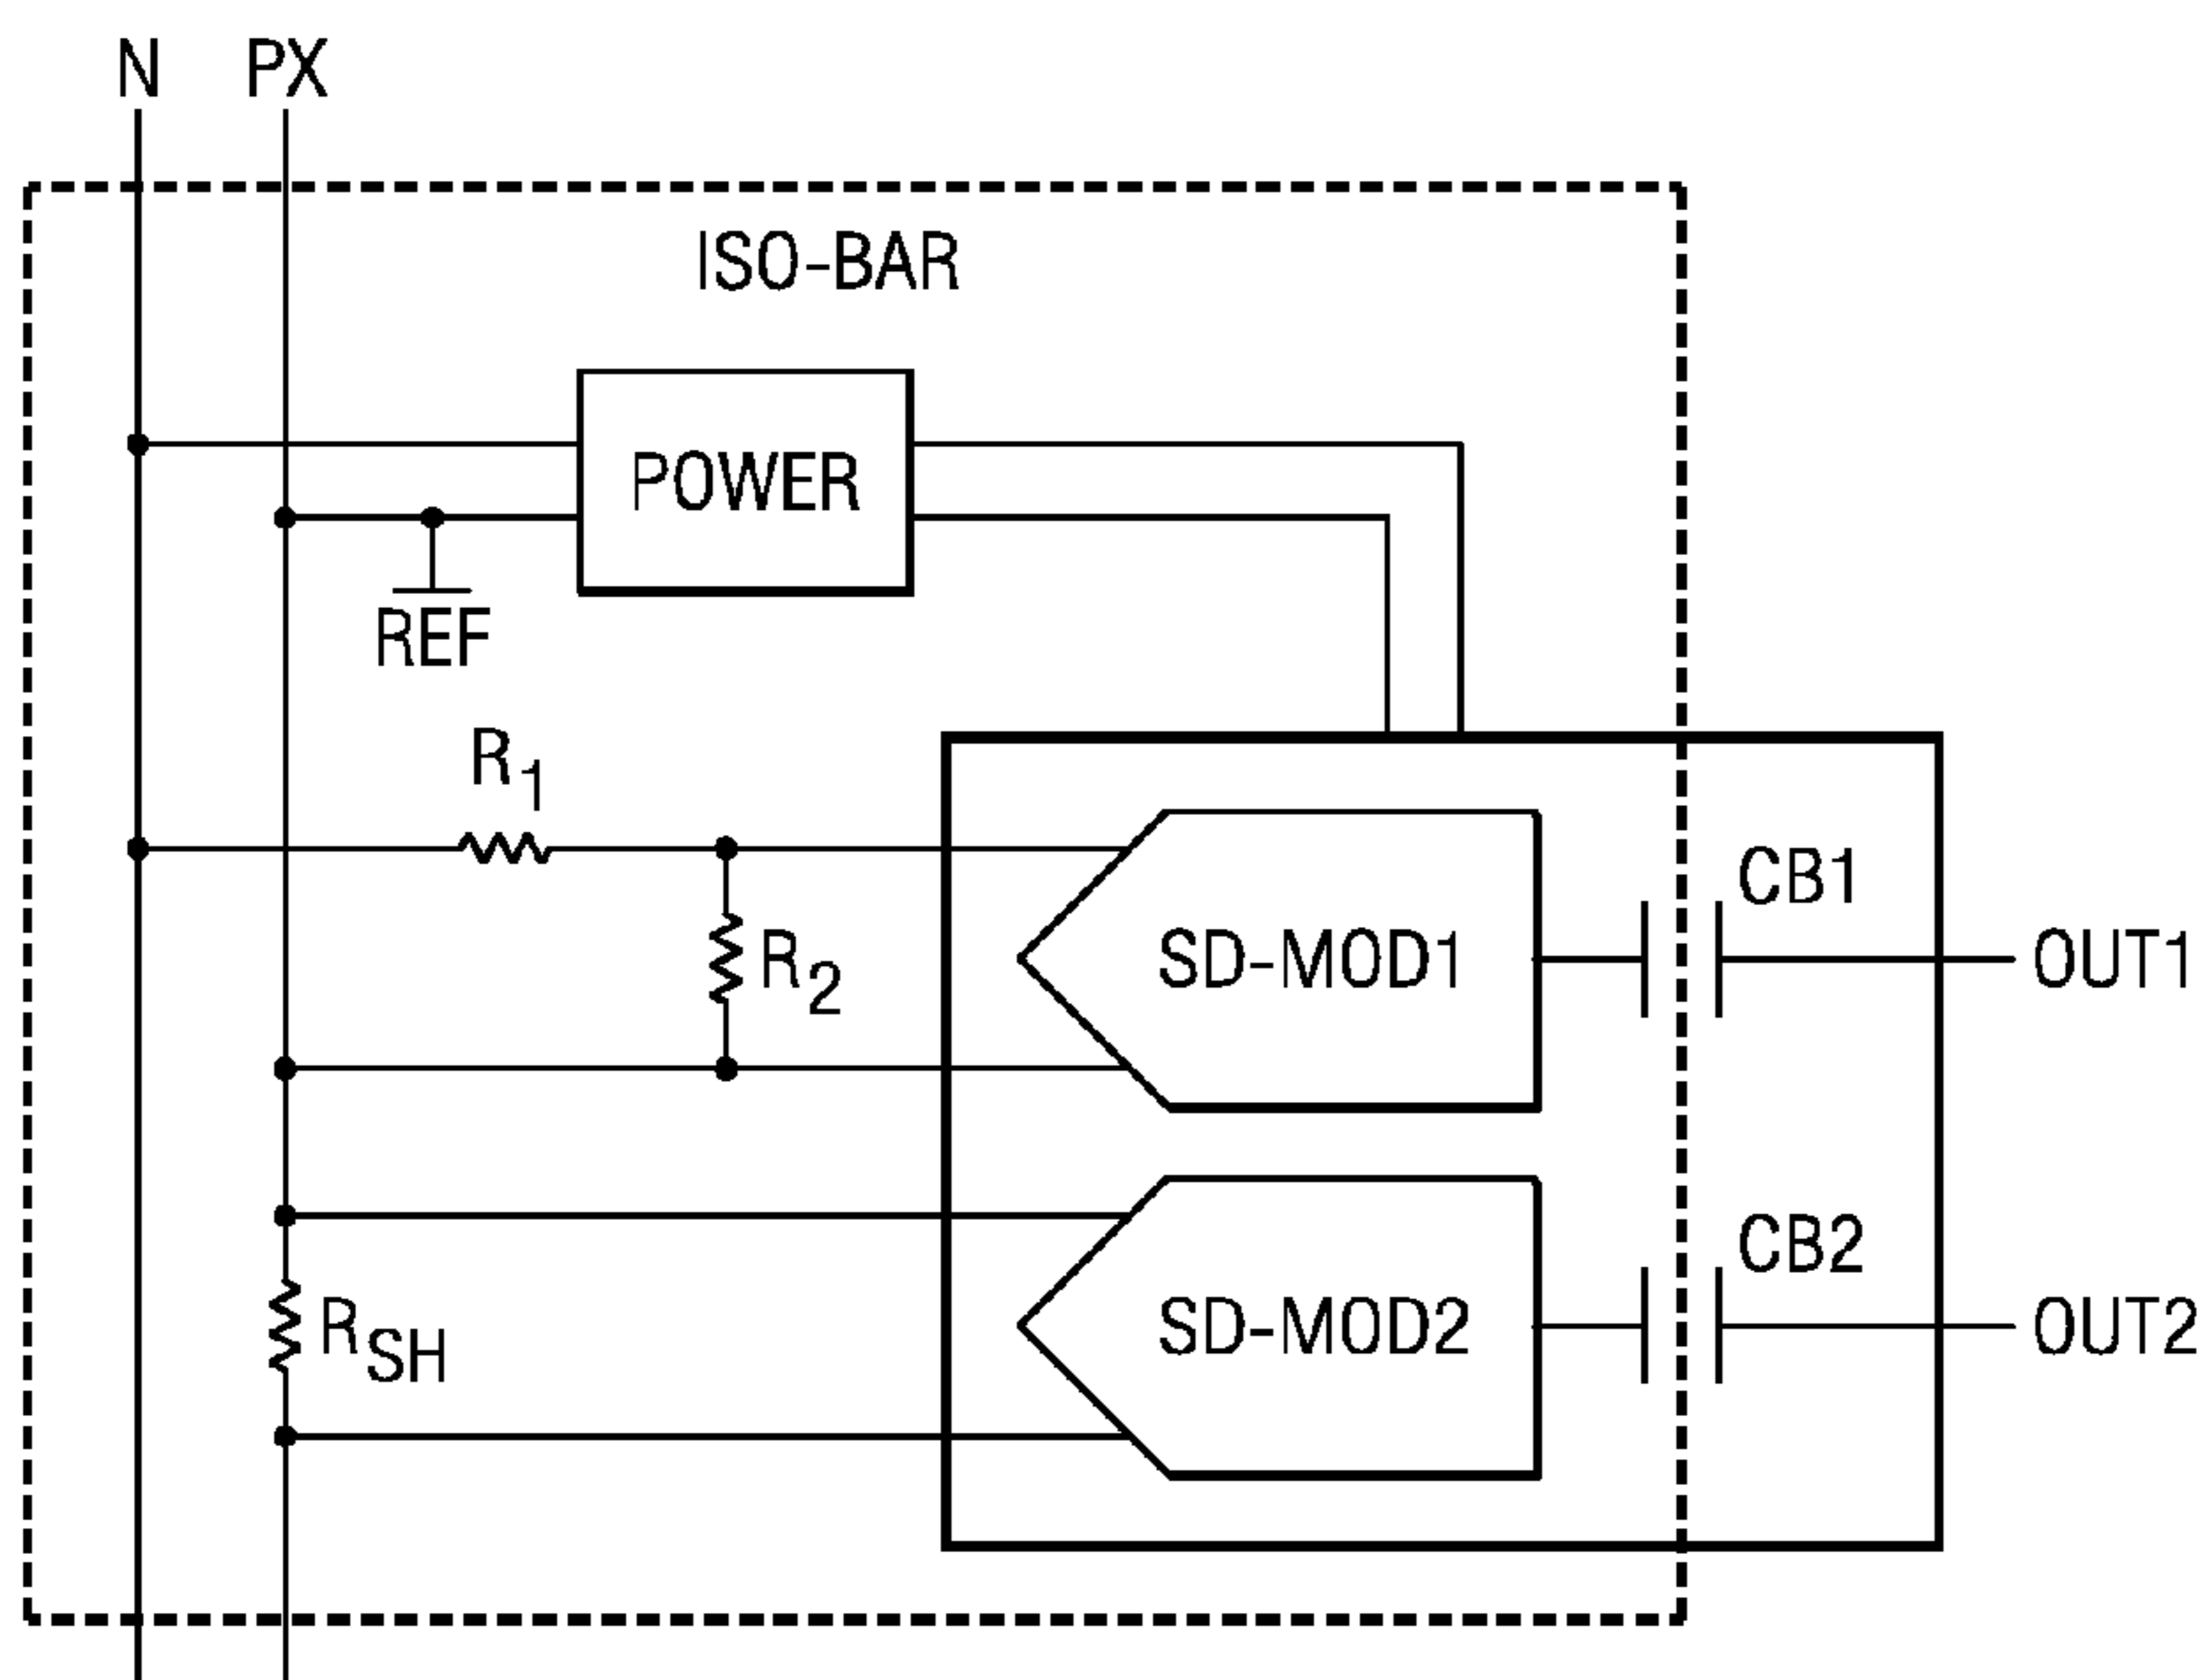 N PX
ISO-BAR
POWER
REF
R1
CB1
R2
SD-MOD1
OUT1
CB2
RSH
SD-MOD2
OUT2